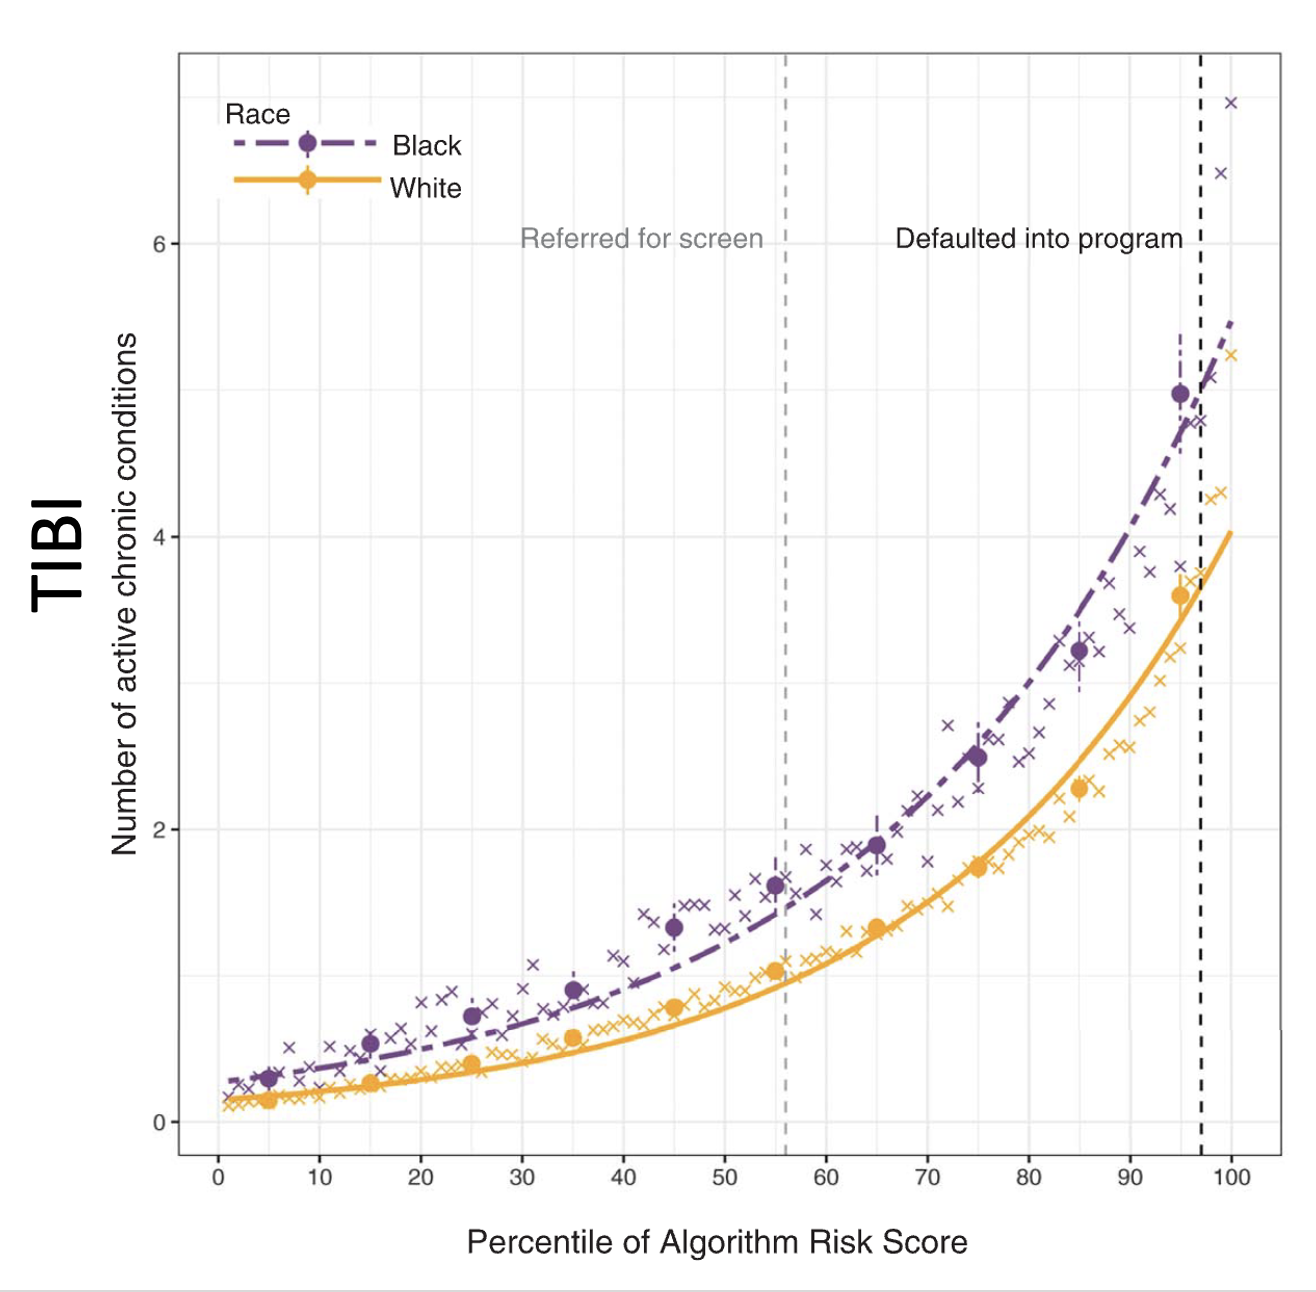 Race
Black
White
Referred for screen
Defaulted into program
6
4
2
0
TIBI
Number of active chronic conditions
0 10 20 30 40 50 60 70 80 90 100
Percentile of Algorithm Risk Score